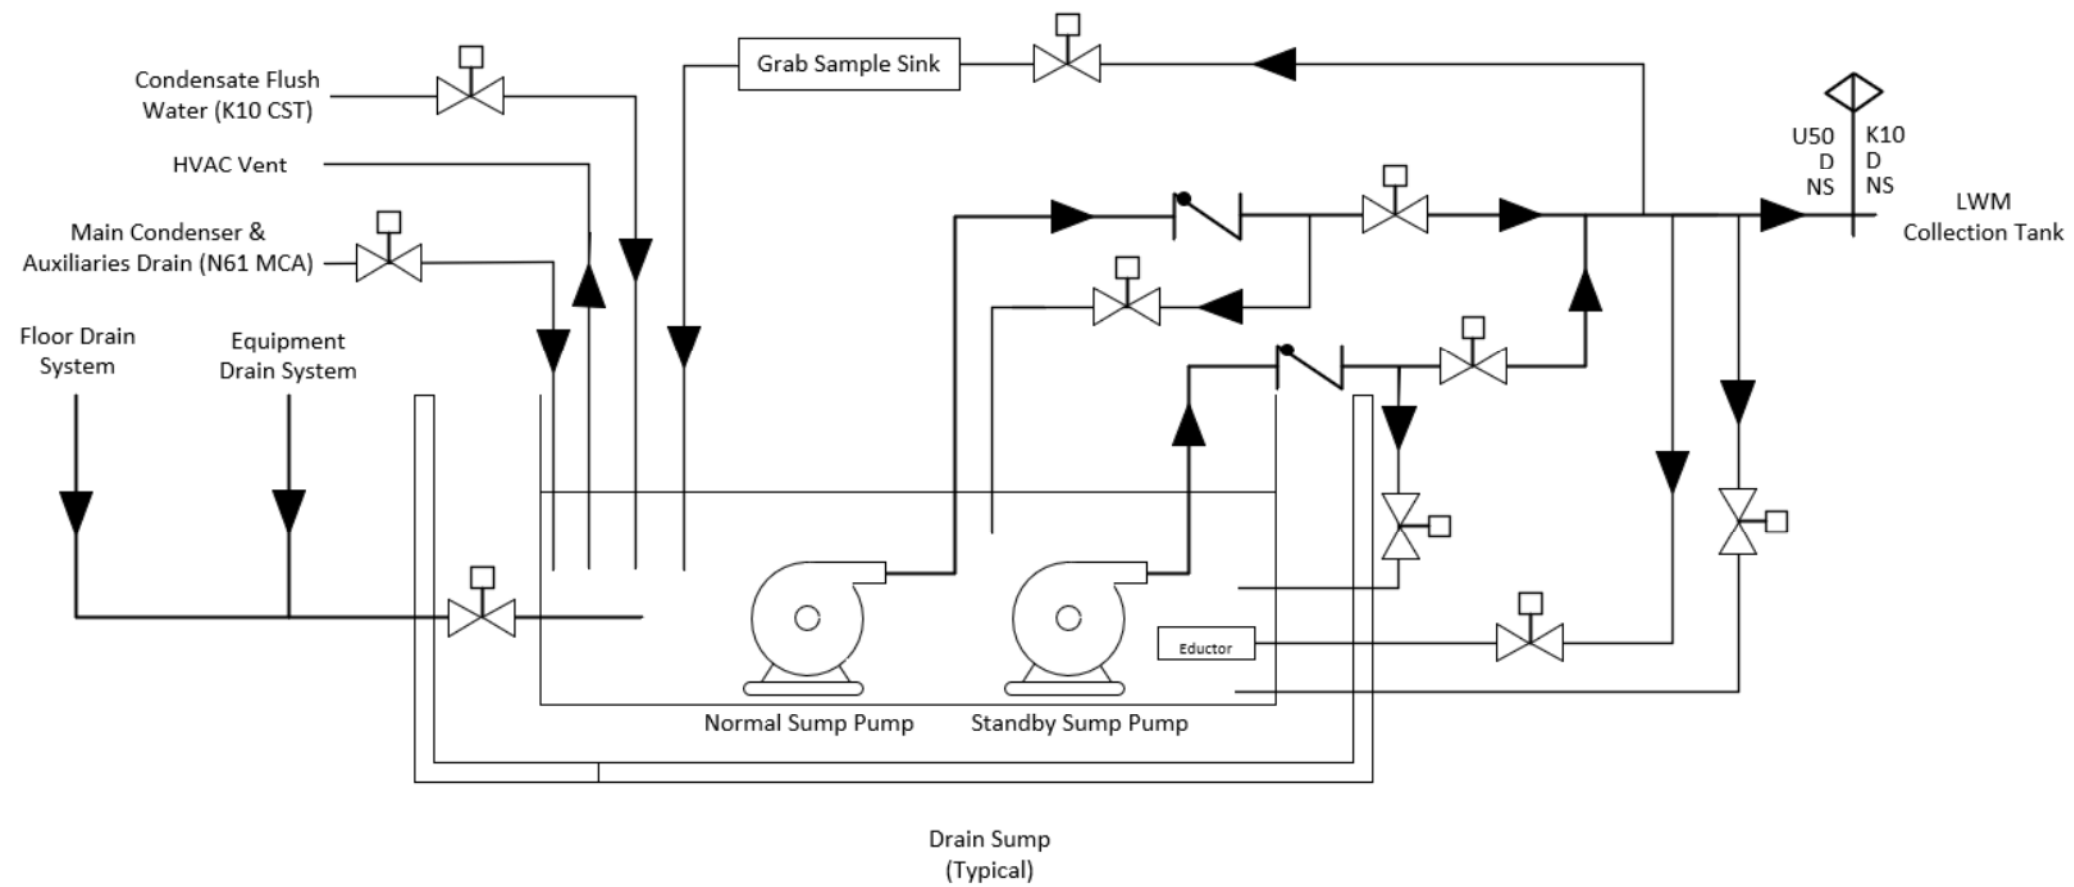 Condensate Flush
Water (K10 CST)
HVAC Vent
Main Condenser &
Auxiliaries Drain (N61 MCA)
Floor Drain
System
Equipment
Drain System
Grab Sample Sink
U50
D
NS
K10
D
NS
LWM
Collection Tank
Eductor
Normal Sump Pump
Standby Sump Pump
Drain Sump
(Typical)